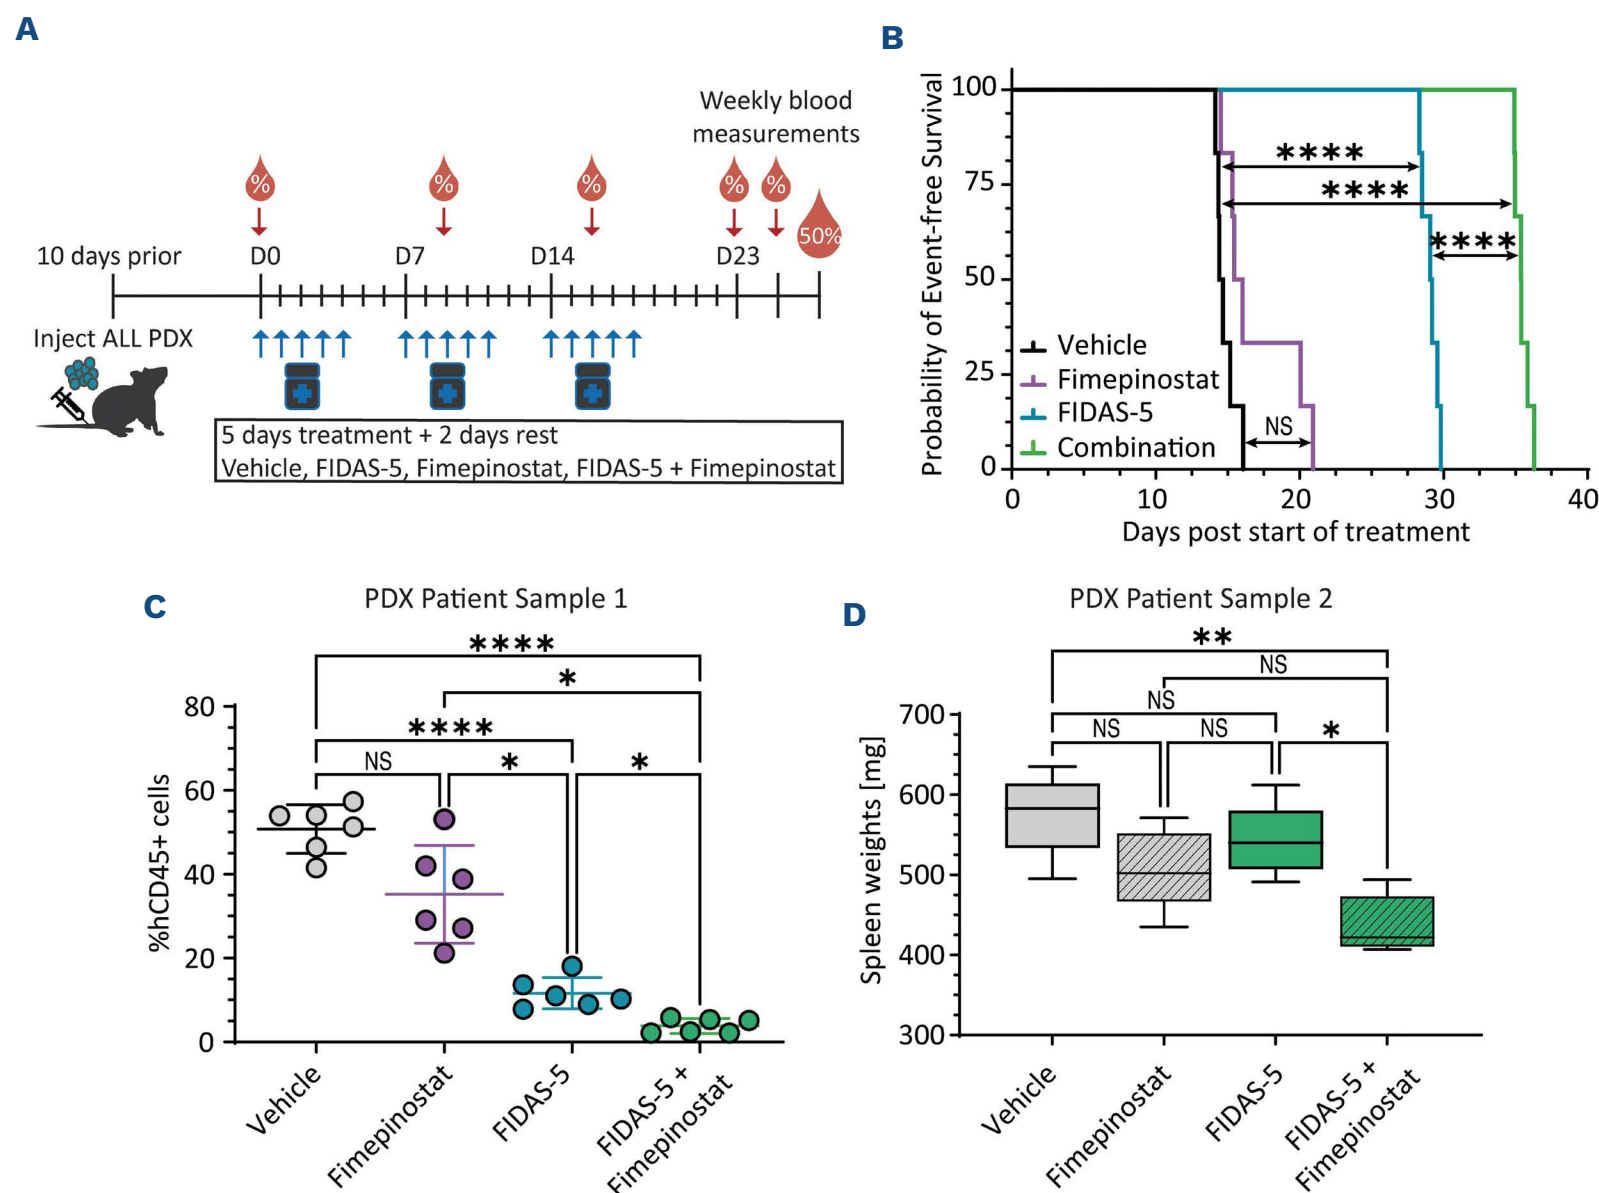 A
Weekly blood
measurements
% % % % %
50%
10 days prior D0 D7 D14 D23
Inject ALL PDX
5 days treatment + 2 days rest
Vehicle, FIDAS-5, Fimepinostat, FIDAS-5 + Fimepinostat
B
Probability of Event-free Survival
100
75
50
25
0
****
****
****
NS
Vehicle
Fimepinostat
FIDAS-5
Combination
0 10 20 30 40
Days post start of treatment
C
PDX Patient Sample 1
****
*
****
NS * *
%hCD45+ cells
80
60
40
20
0
Vehicle
Fimepinostat
FIDAS-5
FIDAS-5 +
Fimepinostat
D
PDX Patient Sample 2
**
NS
NS
NS NS *
Spleen weights [mg]
700
600
500
400
300
Vehicle
Fimepinostat
FIDAS-5
FIDAS-5 +
Fimepinostat